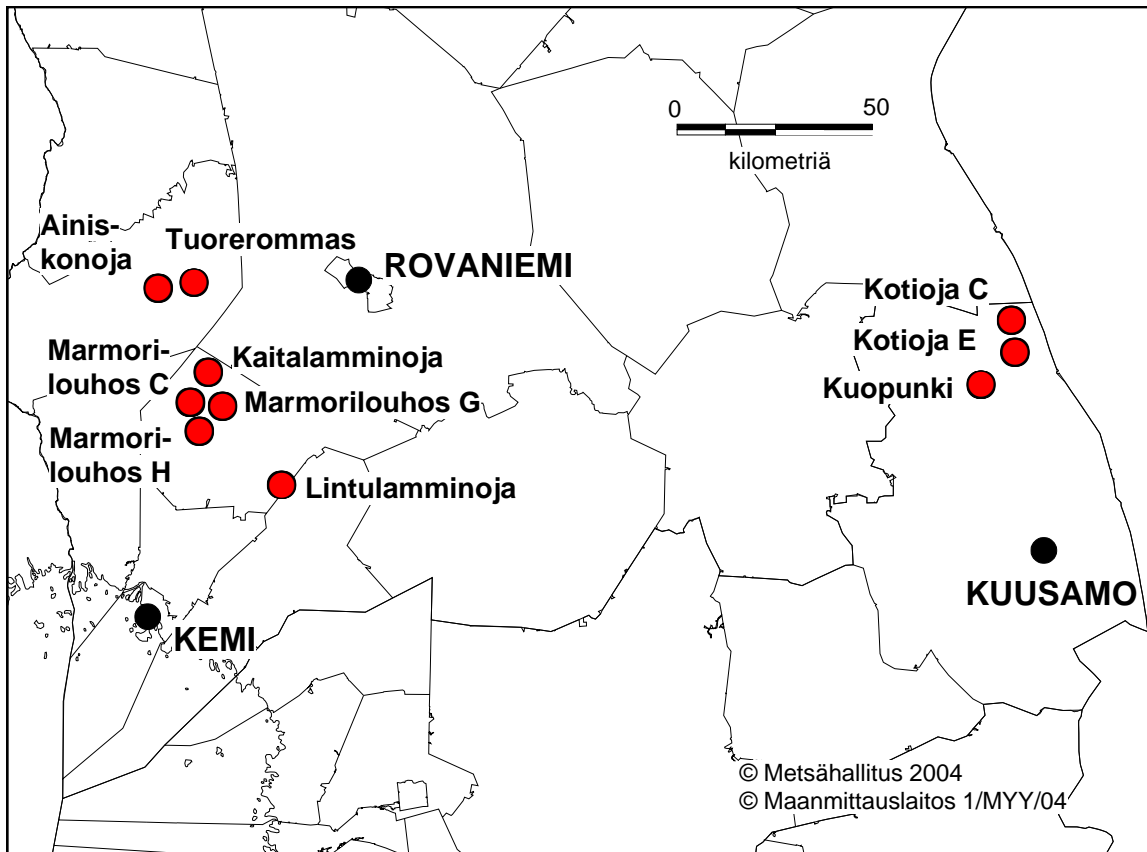 0 50
kilometriä
Ainis-
konoja
Tuorerommas
ROVANIEMI
Kotioja C
Kotioja E
Kuopunki
Marmori-
louhos C
Kaitalamminoja
Marmorilouhos G
Marmori-
louhos H
Lintulamminoja
KUUSAMO
KEMI
© Metsähallitus 2004
© Maanmittauslaitos 1/MYY/04